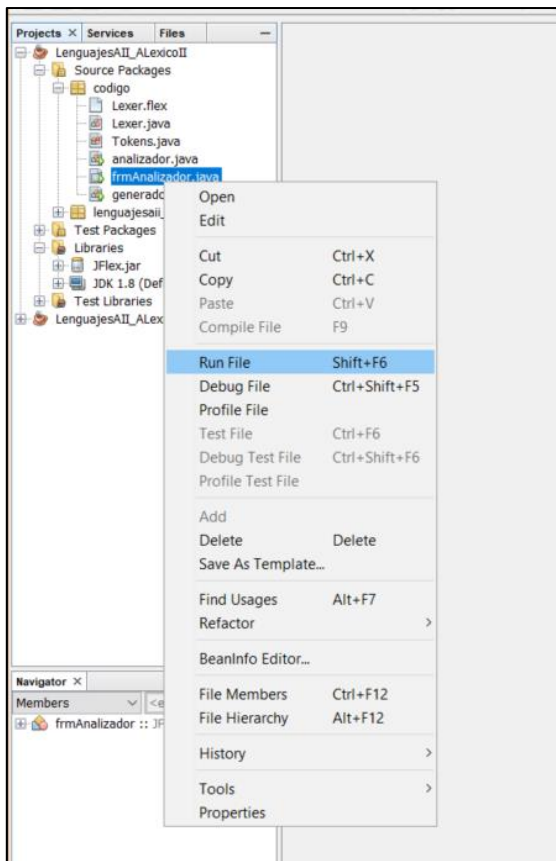 Projects × Services Files
LenguajesAII_ALexicoII
Source Packages
codigo
Lexer.flex
Lexer.java
Tokens.java
analizador.java
frmAnalizador.java
generado
lenguajesaii_
Test Packages
Libraries
JFlex.jar
JDK 1.8 (Def
Test Libraries
LenguajesAII_ALex
Open
Edit
Cut Ctrl+X
Copy Ctrl+C
Paste Ctrl+V
Compile File F9
Run File Shift+F6
Debug File Ctrl+Shift+F5
Profile File
Test File Ctrl+F6
Debug Test File Ctrl+Shift+F6
Profile Test File
Add
Delete Delete
Save As Template...
Find Usages Alt+F7
Refactor >
BeanInfo Editor...
File Members Ctrl+F12
File Hierarchy Alt+F12
History >
Tools >
Properties
Navigator ×
Members <e
frmAnalizador :: JF